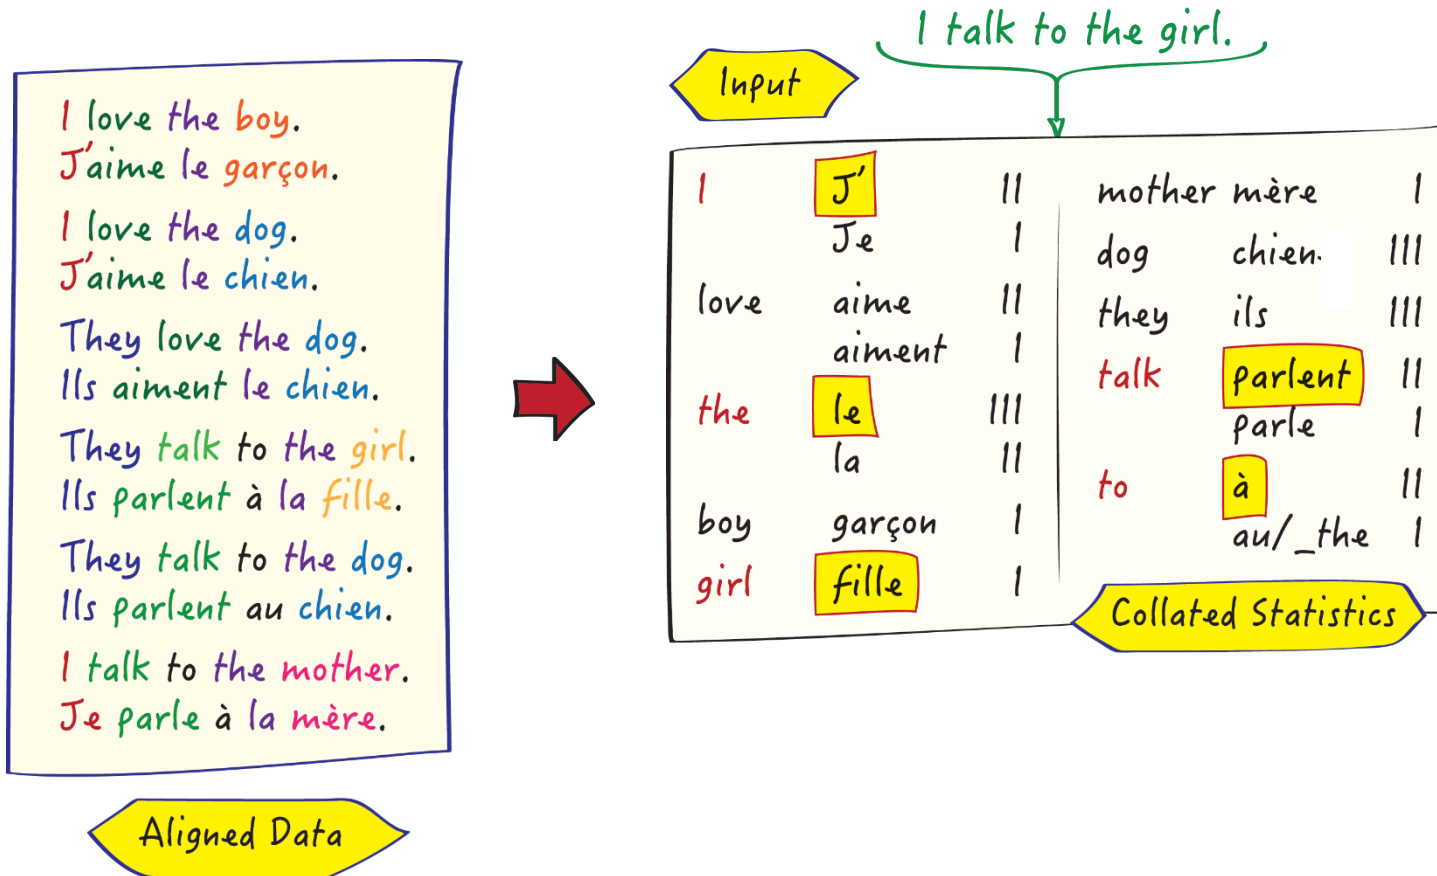 I love the boy.
J'aime le garçon.
I love the dog.
J'aime le chien.
They love the dog.
Ils aiment le chien.
They talk to the girl.
Ils parlent à la fille.
They talk to the dog.
Ils parlent au chien.
I talk to the mother.
Je parle à la mère.
Aligned Data
I talk to the girl.
Input
I J' II
Je I
love aime II
aiment I
the le III
la II
boy garçon I
girl fille I
mother mère I
dog chien. III
they ils III
talk parlent II
parle I
to à II
au/_the I
Collated Statistics